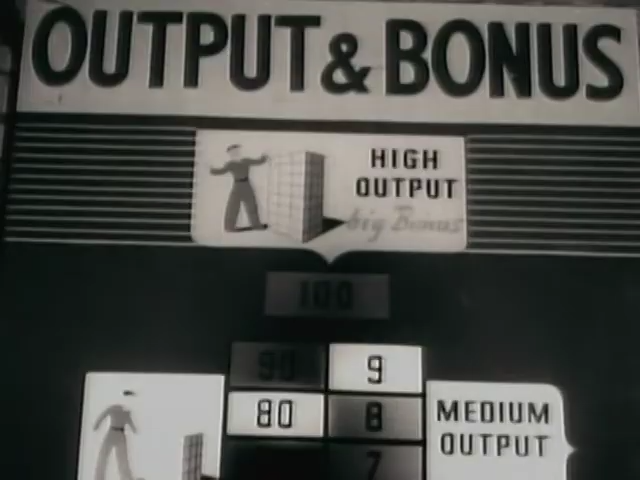 OUTPUT & BONUS
HIGH
OUTPUT
big Bonus
100
90 9
80 8
7
MEDIUM
OUTPUT